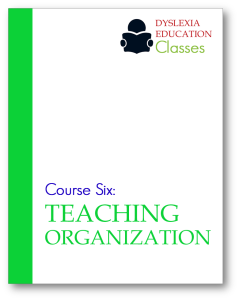 DYSLEXIA
EDUCATION
Classes
Course Six:
TEACHING
ORGANIZATION